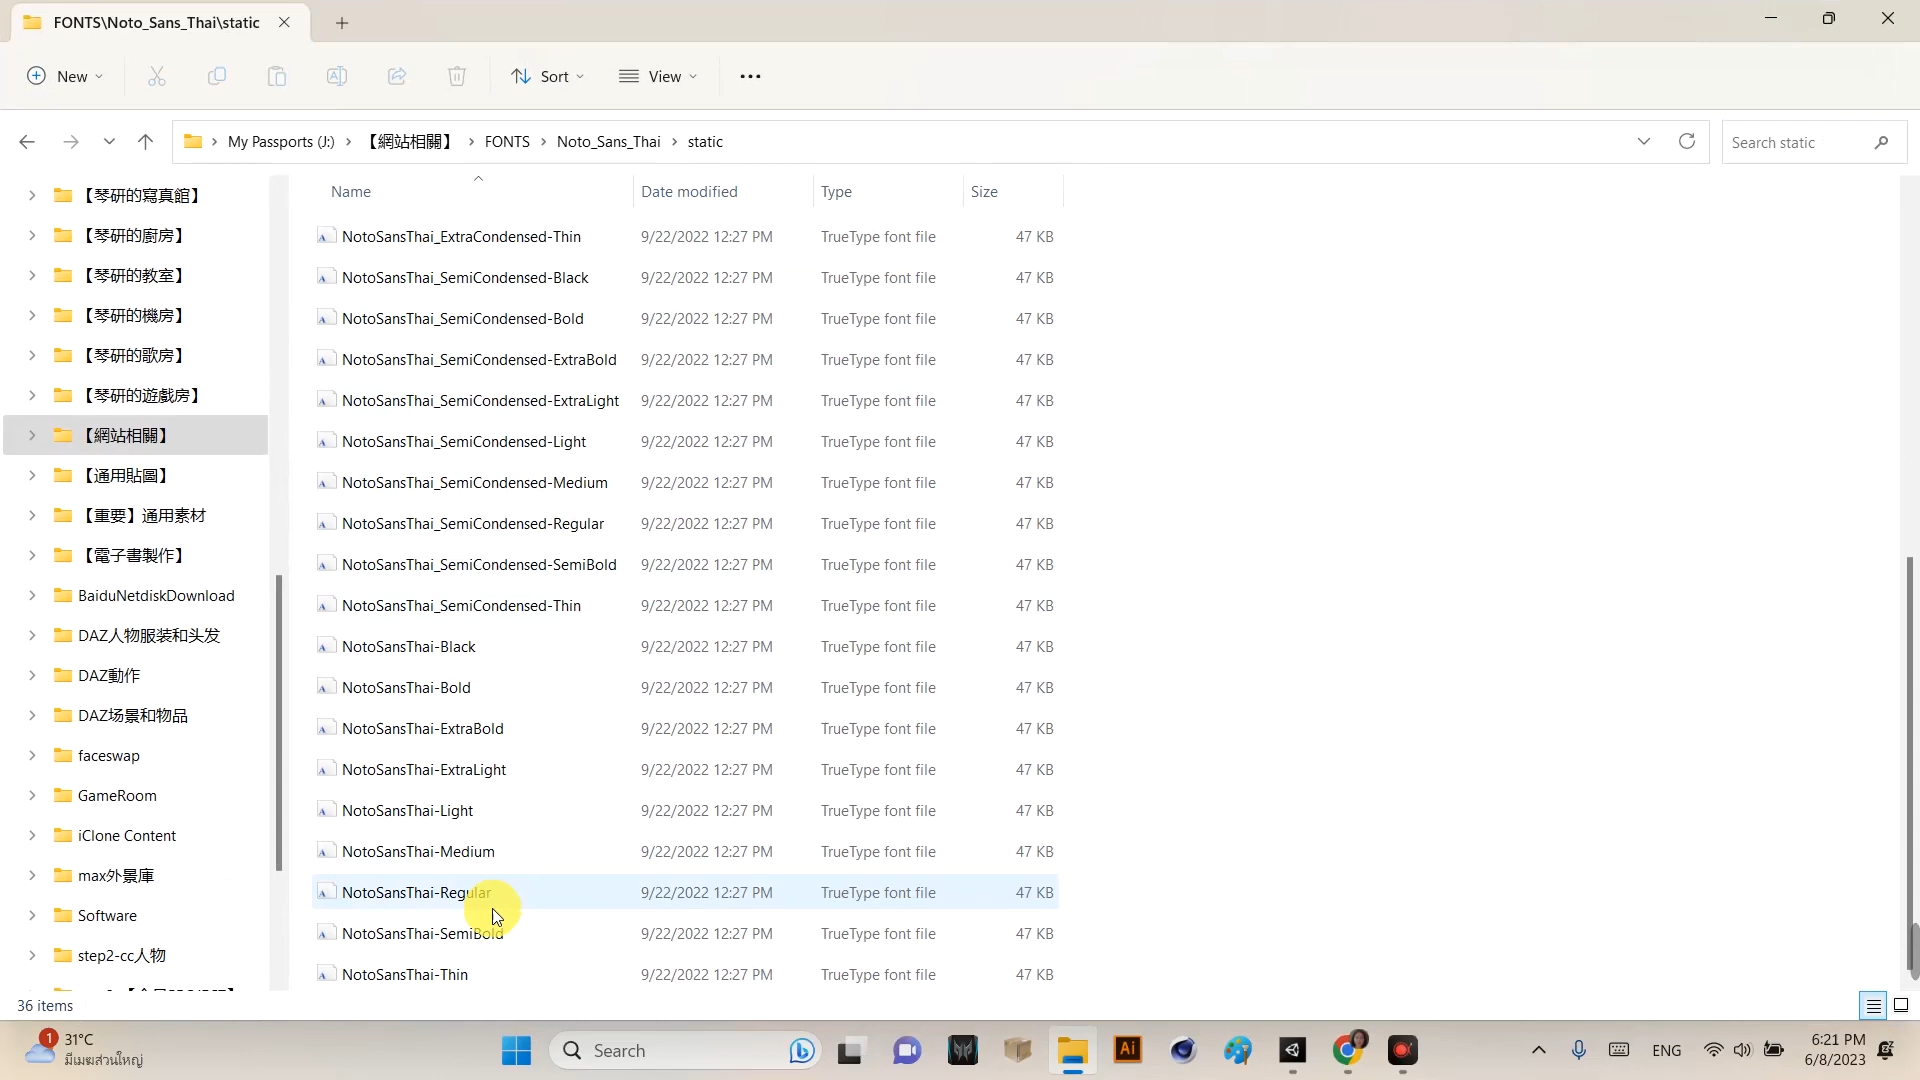 FONTS\Noto_Sans_Thai\static
New
Sort
View
My Passports (J:)
【網站相關】
FONTS
Noto_Sans_Thai
static
Search static
【琴研的寫真館】
【琴研的廚房】
【琴研的教室】
【琴研的機房】
【琴研的歌房】
【琴研的遊戲房】
【網站相關】
【通用貼圖】
【重要】通用素材
【電子書製作】
BaiduNetdiskDownload
DAZ人物服装和头发
DAZ動作
DAZ场景和物品
faceswap
GameRoom
iClone Content
max外景庫
Software
step2-cc人物
Name Date modified Type Size
NotoSansThai_ExtraCondensed-Thin 9/22/2022 12:27 PM TrueType font file 47 KB
NotoSansThai_SemiCondensed-Black 9/22/2022 12:27 PM TrueType font file 47 KB
NotoSansThai_SemiCondensed-Bold 9/22/2022 12:27 PM TrueType font file 47 KB
NotoSansThai_SemiCondensed-ExtraBold 9/22/2022 12:27 PM TrueType font file 47 KB
NotoSansThai_SemiCondensed-ExtraLight 9/22/2022 12:27 PM TrueType font file 47 KB
NotoSansThai_SemiCondensed-Light 9/22/2022 12:27 PM TrueType font file 47 KB
NotoSansThai_SemiCondensed-Medium 9/22/2022 12:27 PM TrueType font file 47 KB
NotoSansThai_SemiCondensed-Regular 9/22/2022 12:27 PM TrueType font file 47 KB
NotoSansThai_SemiCondensed-SemiBold 9/22/2022 12:27 PM TrueType font file 47 KB
NotoSansThai_SemiCondensed-Thin 9/22/2022 12:27 PM TrueType font file 47 KB
NotoSansThai-Black 9/22/2022 12:27 PM TrueType font file 47 KB
NotoSansThai-Bold 9/22/2022 12:27 PM TrueType font file 47 KB
NotoSansThai-ExtraBold 9/22/2022 12:27 PM TrueType font file 47 KB
NotoSansThai-ExtraLight 9/22/2022 12:27 PM TrueType font file 47 KB
NotoSansThai-Light 9/22/2022 12:27 PM TrueType font file 47 KB
NotoSansThai-Medium 9/22/2022 12:27 PM TrueType font file 47 KB
NotoSansThai-Regular 9/22/2022 12:27 PM TrueType font file 47 KB
NotoSansThai-SemiBold 9/22/2022 12:27 PM TrueType font file 47 KB
NotoSansThai-Thin 9/22/2022 12:27 PM TrueType font file 47 KB
36 items
1
31°C
มีเมฆส่วนใหญ่
Search
Ai
ENG
6:21 PM
6/8/2023